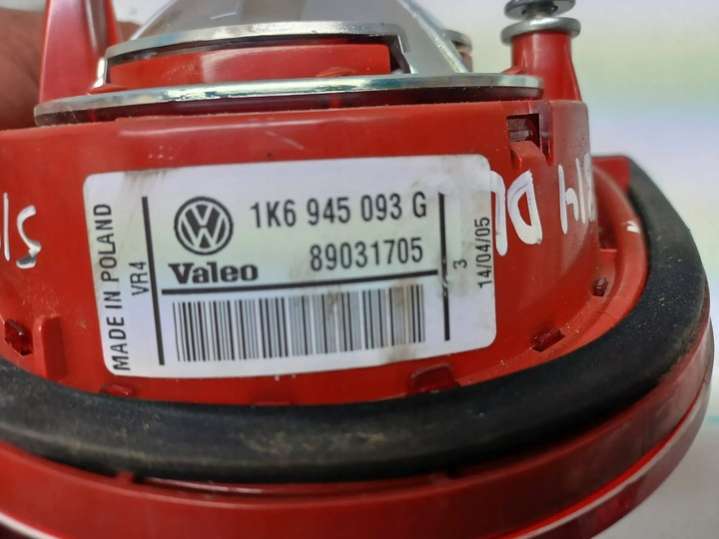 MADE IN POLAND
VR4
1K6 945 093 G
Valeo 89031705
3
14/04/05